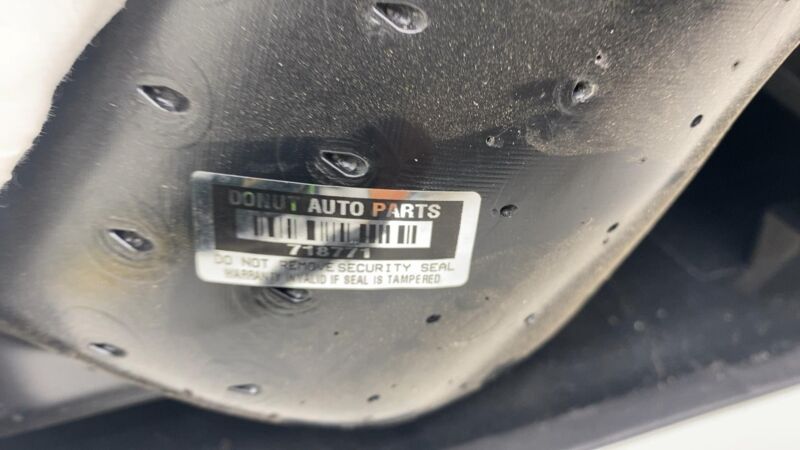 DONUT AUTO PARTS
718771
DO NOT REMOVE SECURITY SEAL
WARRANTY INVALID IF SEAL IS TAMPERED